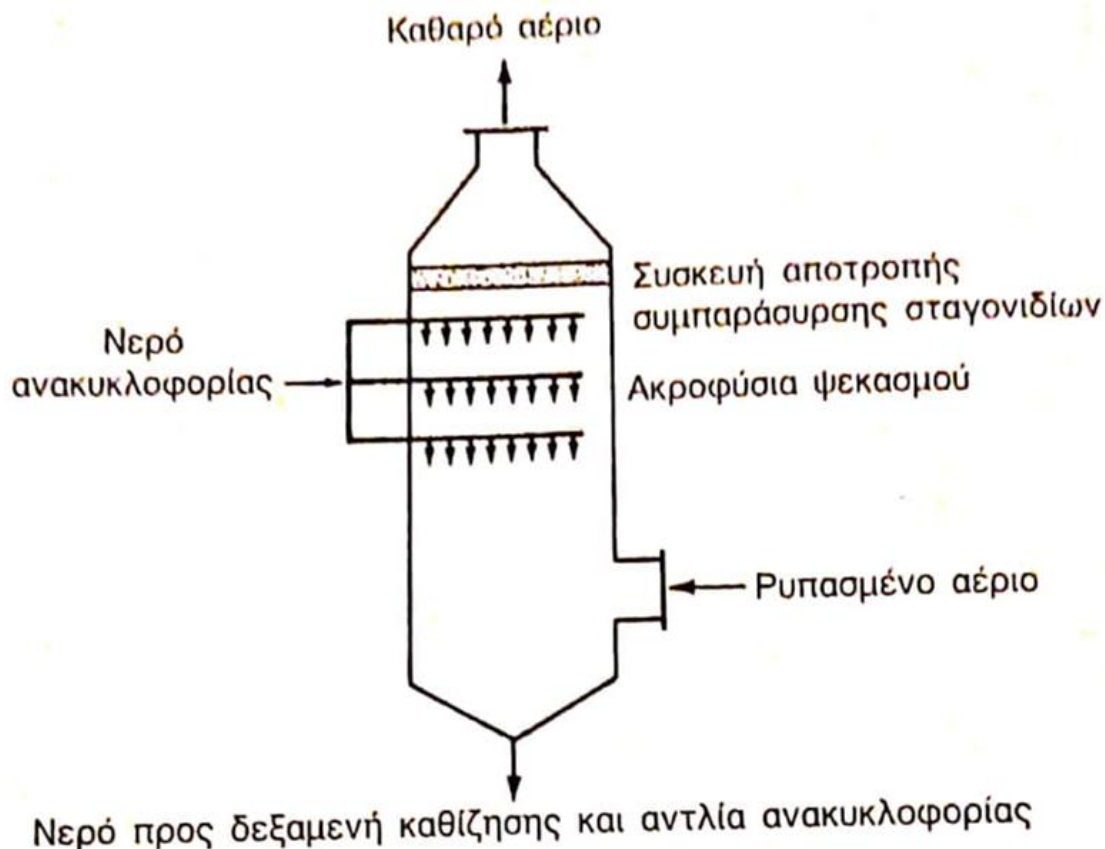 Καθαρό αέριο
Συσκευή αποτροπής
συμπαράσυρσης σταγονιδίων
Νερό
ανακυκλοφορίας
Ακροφύσια ψεκασμού
Ρυπασμένο αέριο
Νερό προς δεξαμενή καθίζησης και αντλία ανακυκλοφορίας